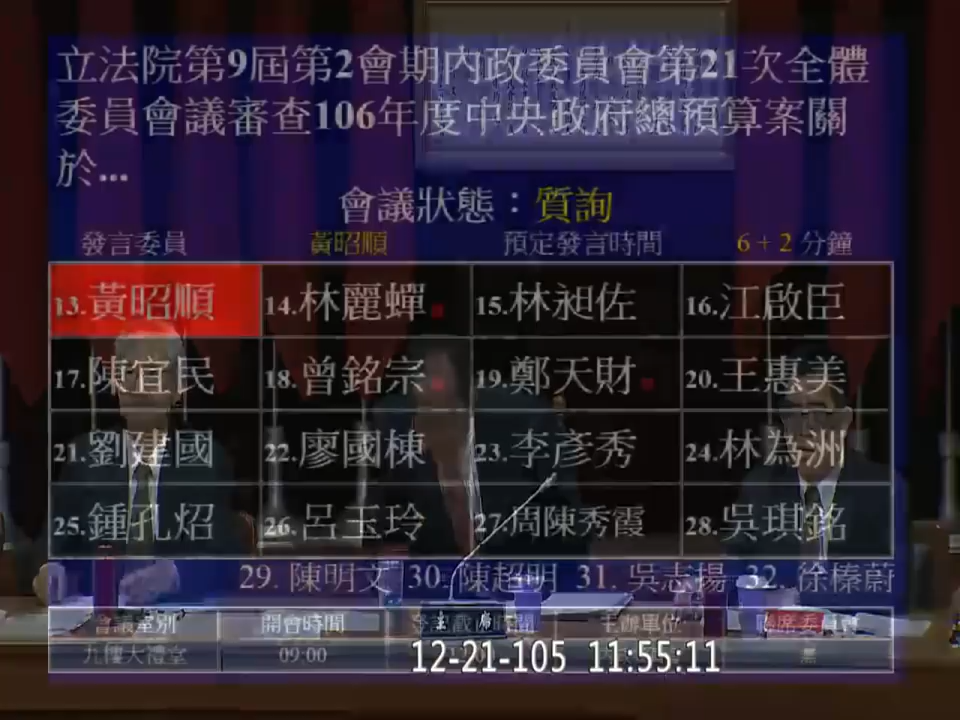 立法院第9屆第2會期內政委員會第21次全體
委員會議審查106年度中央政府總預算案關
於...
會議狀態：質詢
發言委員 黃昭順 預定發言時間 6 + 2 分鐘
13.黃昭順 14.林麗蟬 15.林昶佐 16.江啟臣
17.陳宜民 18.曾銘宗 19.鄭天財 20.王惠美
21.劉建國 22.廖國棟 23.李彥秀 24.林為洲
25.鍾孔炤 26.呂玉玲 27.周陳秀霞 28.吳琪銘
29. 陳明文 30. 陳超明 31. 吳志揚 32. 徐榛蔚
會議室別 開會時間 主席 主辦單位 主席委員會
九樓大禮堂 09:00
12-21-105 11:55:11